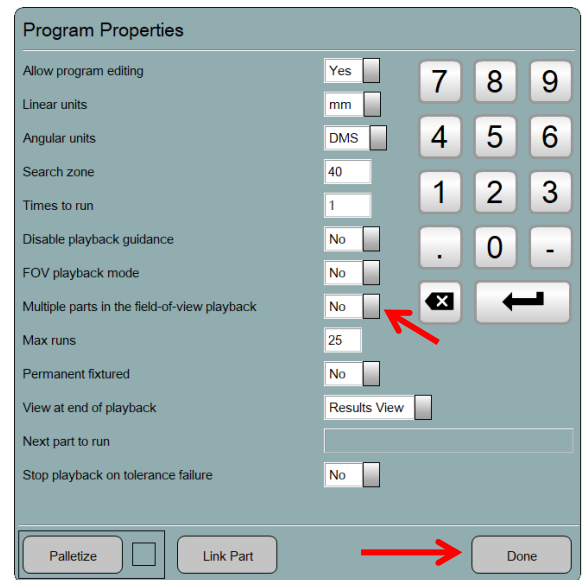 Program Properties
Allow program editing Yes
Linear units mm
Angular units DMS
Search zone 40
Times to run 1
Disable playback guidance No
FOV playback mode No
Multiple parts in the field-of-view playback No
Max runs 25
Permanent fixtured No
View at end of playback Results View
Next part to run
Stop playback on tolerance failure No
7 8 9
4 5 6
1 2 3
. 0 -
Palletize Link Part Done